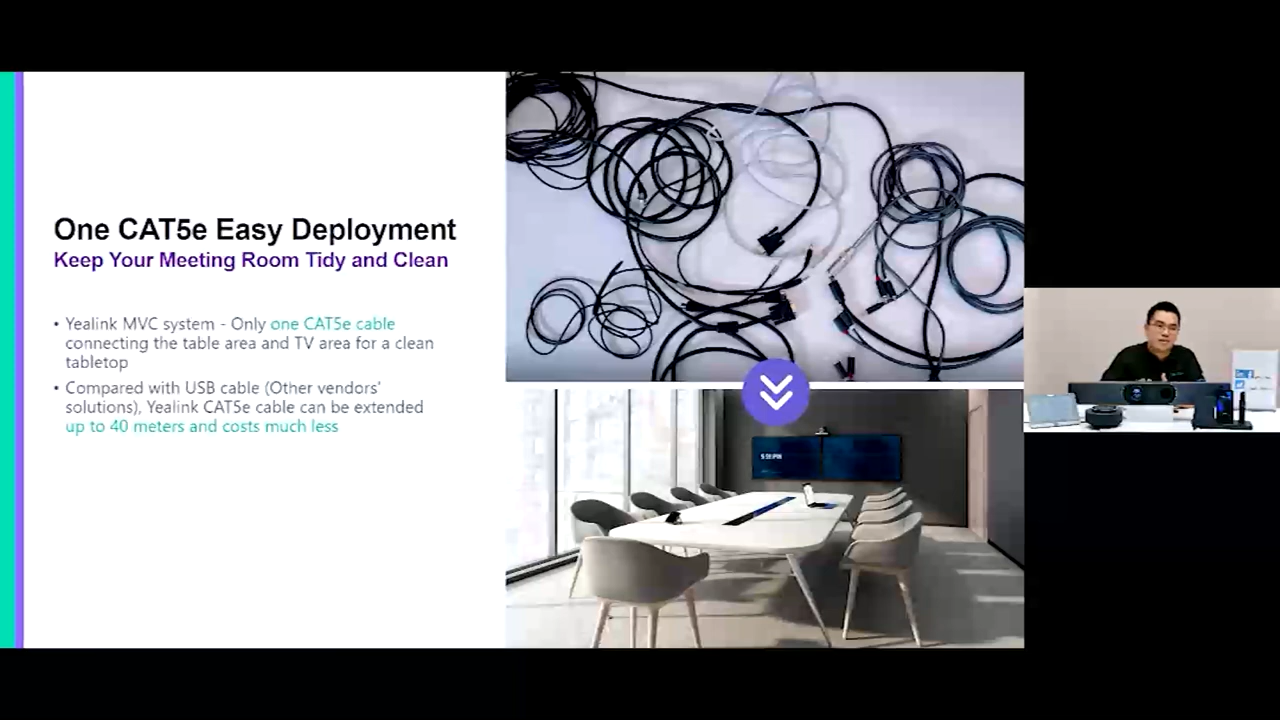 One CAT5e Easy Deployment
Keep Your Meeting Room Tidy and Clean
• Yealink MVC system - Only one CAT5e cable
connecting the table area and TV area for a clean
tabletop
• Compared with USB cable (Other vendors'
solutions), Yealink CAT5e cable can be extended
up to 40 meters and costs much less